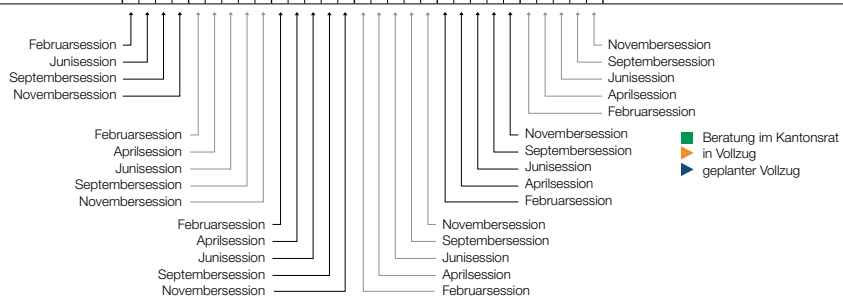 Februarsession
Junisession
Septembersession
Novembersession
Februarsession
Aprilsession
Junisession
Septembersession
Novembersession
Februarsession
Aprilsession
Junisession
Septembersession
Novembersession
Novembersession
Septembersession
Junisession
Aprilsession
Februarsession
Novembersession
Septembersession
Junisession
Aprilsession
Februarsession
Novembersession
Septembersession
Junisession
Aprilsession
Februarsession
Beratung im Kantonsrat
in Vollzug
geplanter Vollzug